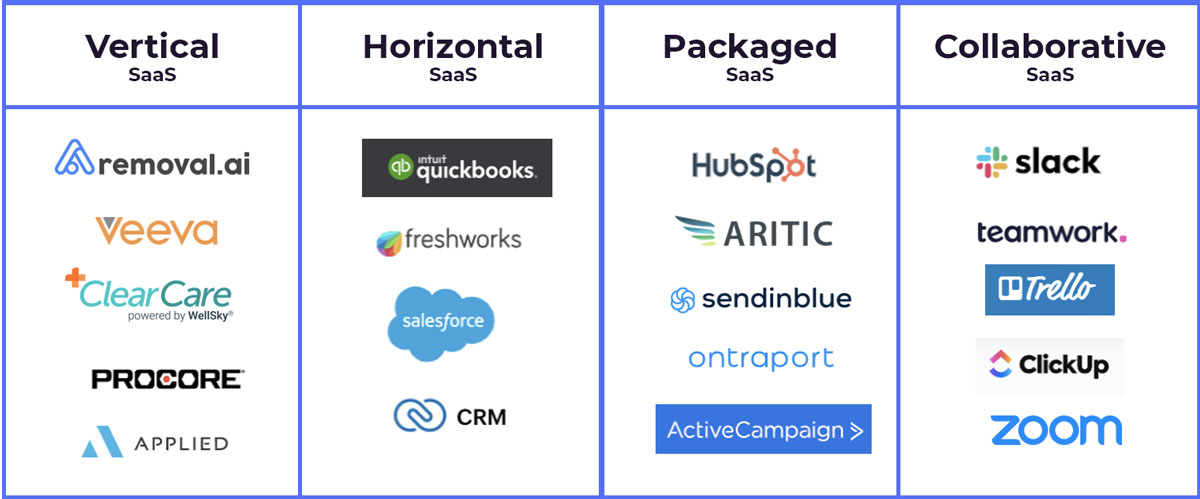 Vertical
SaaS
Horizontal
SaaS
Packaged
SaaS
Collaborative
SaaS
removal.ai
Veeva
ClearCare
powered by WellSky®
PROCORE®
APPLIED
qb intuit quickbooks.
freshworks
salesforce
CRM
HubSpot
ARITIC
sendinblue
ontraport
ActiveCampaign >
slack
teamwork.
Trello
ClickUp
zoom